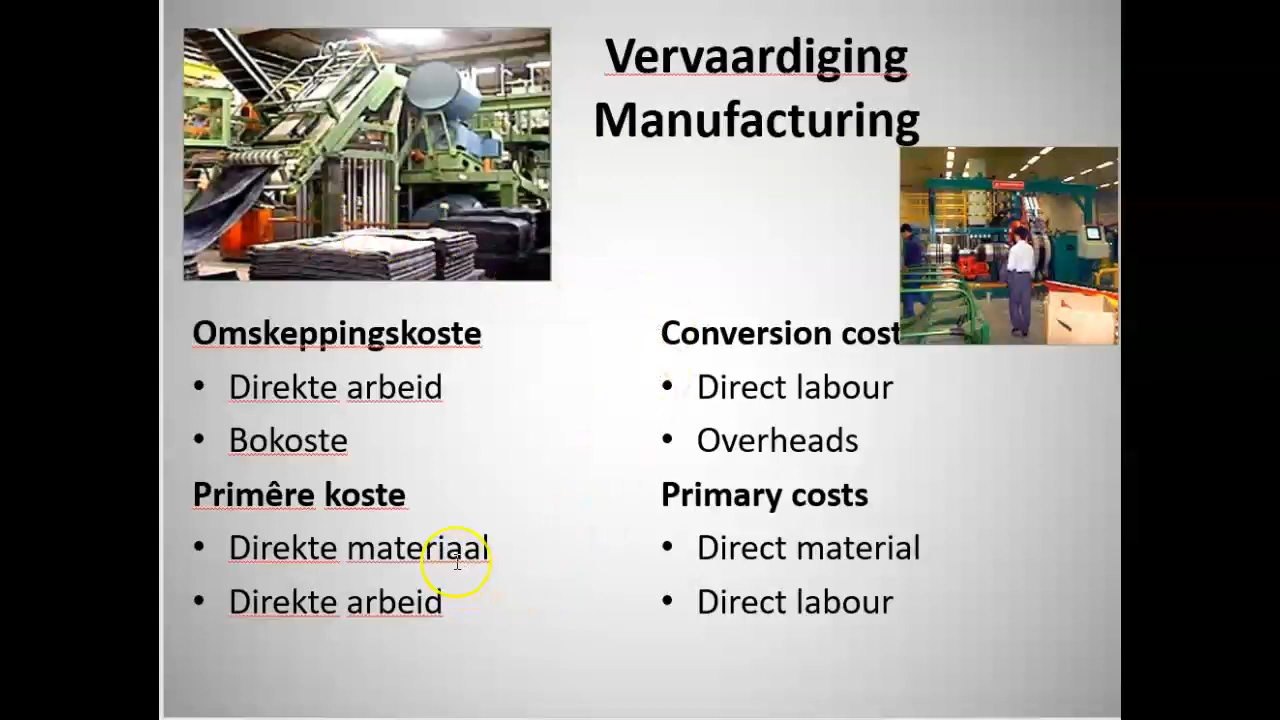 Vervaardiging
Manufacturing
Omskeppingskoste
• Direkte arbeid
• Bokoste
Primêre koste
• Direkte materiaal
• Direkte arbeid
Conversion cost
• Direct labour
• Overheads
Primary costs
• Direct material
• Direct labour